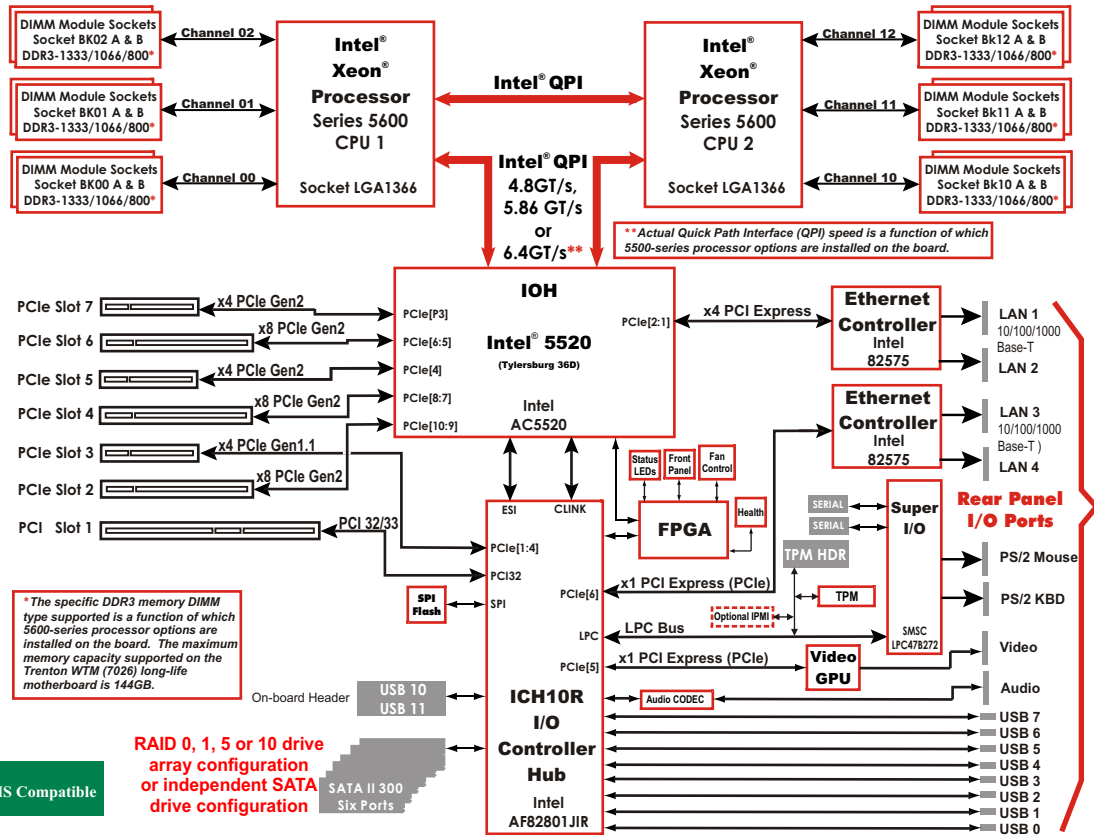 DIMM Module Sockets
Socket BK02 A & B
DDR3-1333/1066/800*
Channel 02
DIMM Module Sockets
Socket BK01 A & B
DDR3-1333/1066/800*
Channel 01
DIMM Module Sockets
Socket BK00 A & B
DDR3-1333/1066/800*
Channel 00
Intel®
Xeon®
Processor
Series 5600
CPU 1
Socket LGA1366
Intel® QPI
Intel® QPI
4.8GT/s,
5.86 GT/s
or
6.4GT/s**
Intel®
Xeon®
Processor
Series 5600
CPU 2
Socket LGA1366
Channel 12
DIMM Module Sockets
Socket Bk12 A & B
DDR3-1333/1066/800*
Channel 11
DIMM Module Sockets
Socket Bk11 A & B
DDR3-1333/1066/800*
Channel 10
DIMM Module Sockets
Socket Bk10 A & B
DDR3-1333/1066/800*
**Actual Quick Path Interface (QPI) speed is a function of which
5500-series processor options are installed on the board.
PCIe Slot 7
x4 PCIe Gen2
PCIe Slot 6
x8 PCIe Gen2
PCIe Slot 5
x4 PCIe Gen2
PCIe Slot 4
x8 PCIe Gen2
PCIe Slot 3
x4 PCIe Gen1.1
PCIe Slot 2
x8 PCIe Gen2
PCI Slot 1
PCI 32/33
IOH
Intel® 5520
(Tylersburg 36D)
Intel
AC5520
PCIe[P3]
PCIe[6:5]
PCIe[4]
PCIe[8:7]
PCIe[10:9]
PCIe[2:1]
x4 PCI Express
Ethernet
Controller
Intel
82575
LAN 1
10/100/1000
Base-T
LAN 2
Ethernet
Controller
Intel
82575
LAN 3
10/100/1000
Base-T )
LAN 4
Rear Panel
I/O Ports
Status
LEDs
Front
Panel
Fan
Control
FPGA
Health
SERIAL
SERIAL
Super
I/O
SMSC
LPC47B272
PS/2 Mouse
PS/2 KBD
TPM HDR
TPM
Optional IPMI
ESI
CLINK
PCIe[1:4]
PCI32
SPI
SPI
Flash
PCIe[6]
x1 PCI Express (PCIe)
LPC
LPC Bus
PCIe[5]
x1 PCI Express (PCIe)
Video
GPU
Video
Audio CODEC
Audio
ICH10R
I/O
Controller
Hub
Intel
AF82801JIR
*The specific DDR3 memory DIMM
type supported is a function of which
5600-series processor options are
installed on the board. The maximum
memory capacity supported on the
Trenton WTM (7026) long-life
motherboard is 144GB.
On-board Header
USB 10
USB 11
RAID 0, 1, 5 or 10 drive
array configuration
or independent SATA
drive configuration
SATA II 300
Six Ports
IS Compatible
USB 7
USB 6
USB 5
USB 4
USB 3
USB 2
USB 1
USB 0